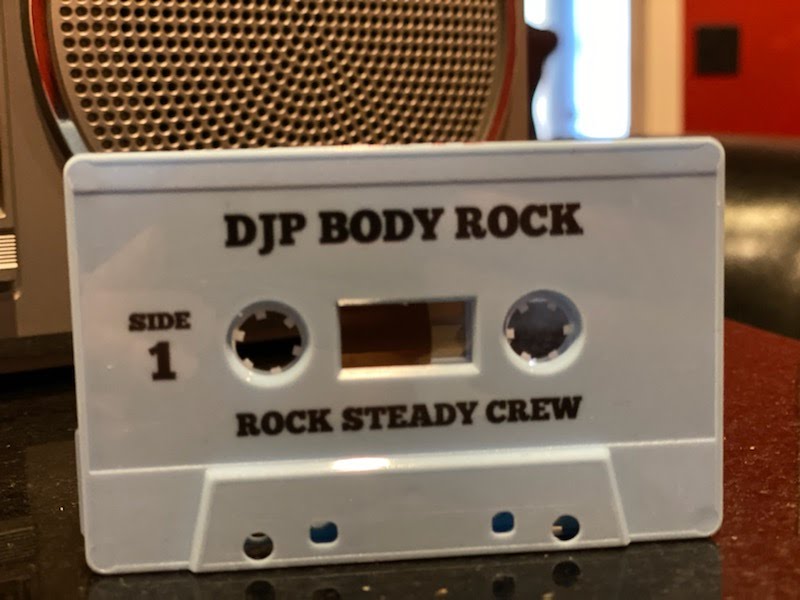 DJP BODY ROCK
SIDE
1
ROCK STEADY CREW